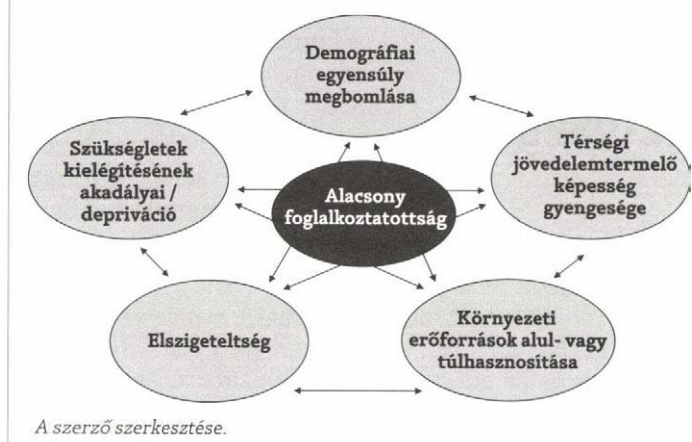 Demográfiai
egyensúly
megbomlása
Szükségletek
kielégítésének
akadályai /
depriváció
Térségi
jövedelemtermelő
képesség
gyengesége
Alacsony
foglalkoztatottság
Elszigeteltség
Környezeti
erőforrások alul- vagy
túlhasznosítása
A szerző szerkesztése.